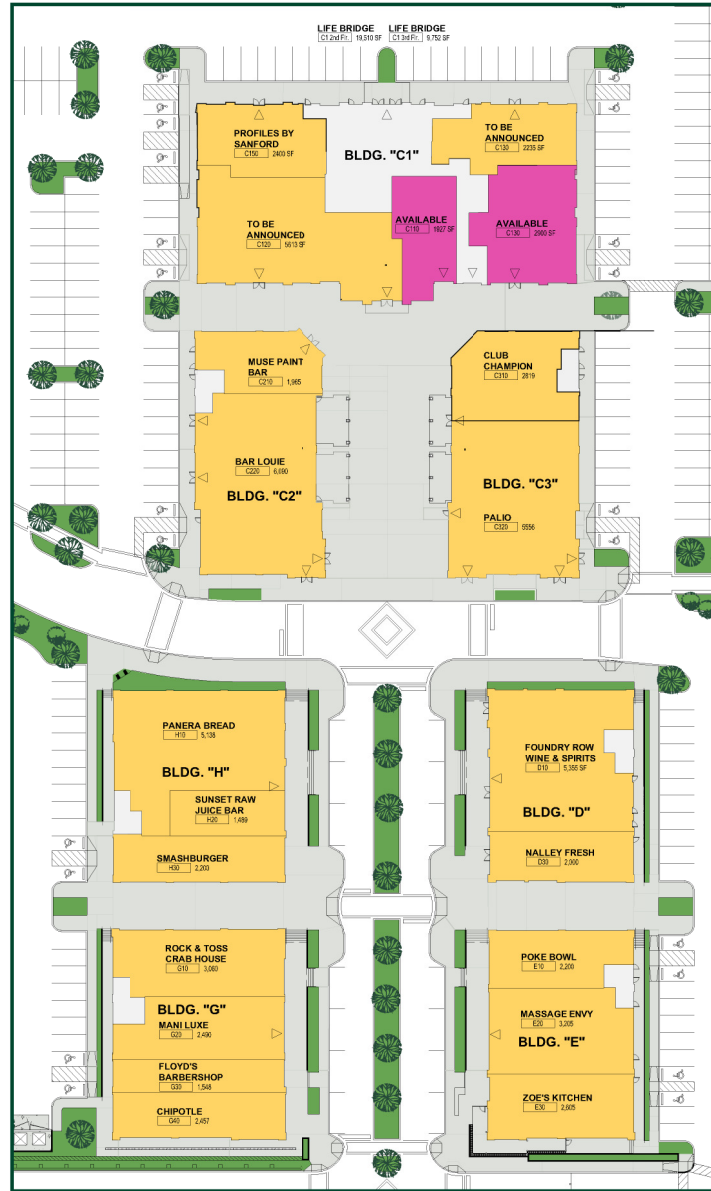 LIFE BRIDGE
C1 2nd Flr. 19,510 SF
LIFE BRIDGE
C1 3rd Flr. 9,752 SF
PROFILES BY
SANFORD
C150 2400 SF
BLDG. "C1"
TO BE
ANNOUNCED
C130 2235 SF
TO BE
ANNOUNCED
C120 5613 SF
AVAILABLE
C110 1927 SF
AVAILABLE
C130 SF
MUSE PAINT
BAR
C210 1,965
CLUB
CHAMPION
C310 2819
BAR LOUIE
C220 6,090
BLDG. "C2"
BLDG. "C3"
PALIO
C320 5556
PANERA BREAD
H10 5,138
BLDG. "H"
SUNSET RAW
JUICE BAR
H20 1,489
SMASHBURGER
H30 2,200
FOUNDRY ROW
WINE & SPIRITS
D10 5,355 SF
BLDG. "D"
NALLEY FRESH
D30
ROCK & TOSS
CRAB HOUSE
G10 3,080
BLDG. "G"
MANI LUXE
G20 2,490
FLOYD'S
BARBERSHOP
G30 1,548
CHIPOTLE
G40 2,457
POKE BOWL
E10 2,200
MASSAGE ENVY
E20 3,205
BLDG. "E"
ZOE'S KITCHEN
E30 2,605